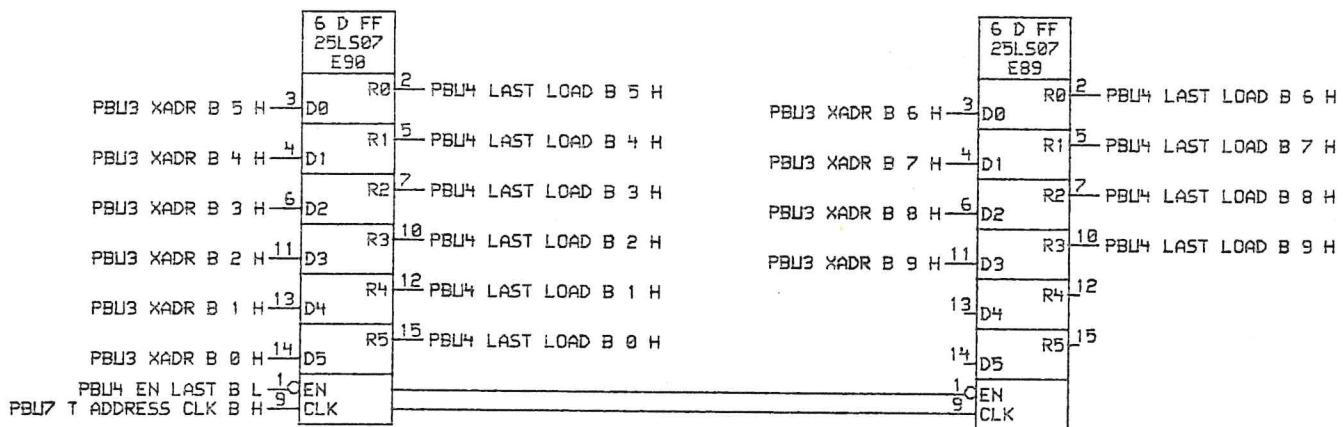 6 D FF
25LS07
E90
PBU3 XADR B 5 H 3 D0 R0 2 PBU4 LAST LOAD B 5 H
PBU3 XADR B 4 H 4 D1 R1 5 PBU4 LAST LOAD B 4 H
PBU3 XADR B 3 H 6 D2 R2 7 PBU4 LAST LOAD B 3 H
PBU3 XADR B 2 H 11 D3 R3 10 PBU4 LAST LOAD B 2 H
PBU3 XADR B 1 H 13 D4 R4 12 PBU4 LAST LOAD B 1 H
PBU3 XADR B 0 H 14 D5 R5 15 PBU4 LAST LOAD B 0 H
PBU4 EN LAST B L 1 EN
PBU7 T ADDRESS CLK B H 9 CLK
6 D FF
25LS07
E89
PBU3 XADR B 6 H 3 D0 R0 2 PBU4 LAST LOAD B 6 H
PBU3 XADR B 7 H 4 D1 R1 5 PBU4 LAST LOAD B 7 H
PBU3 XADR B 8 H 6 D2 R2 7 PBU4 LAST LOAD B 8 H
PBU3 XADR B 9 H 11 D3 R3 10 PBU4 LAST LOAD B 9 H
13 D4 R4 12
14 D5 R5 15
1 EN
9 CLK